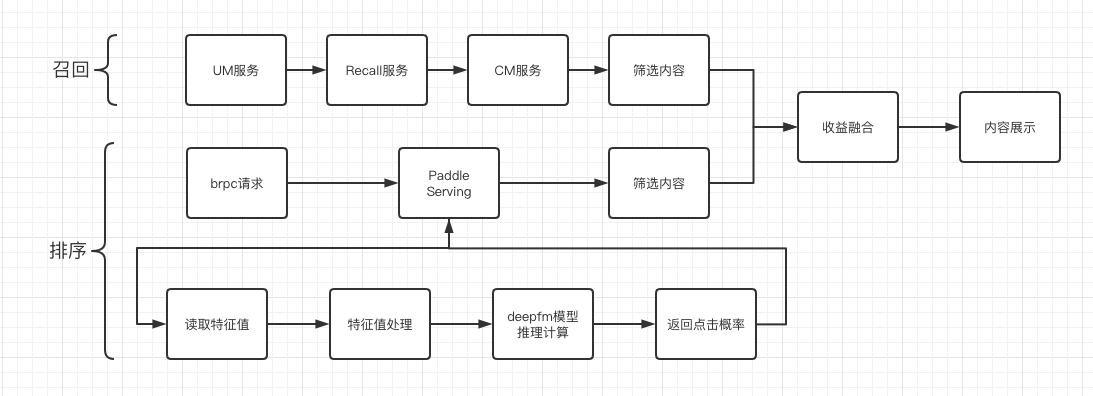 召回
UM服务
Recall服务
CM服务
筛选内容
收益融合
内容展示
排序
brpc请求
Paddle
Serving
筛选内容
读取特征值
特征值处理
deepfm模型
推理计算
返回点击概率